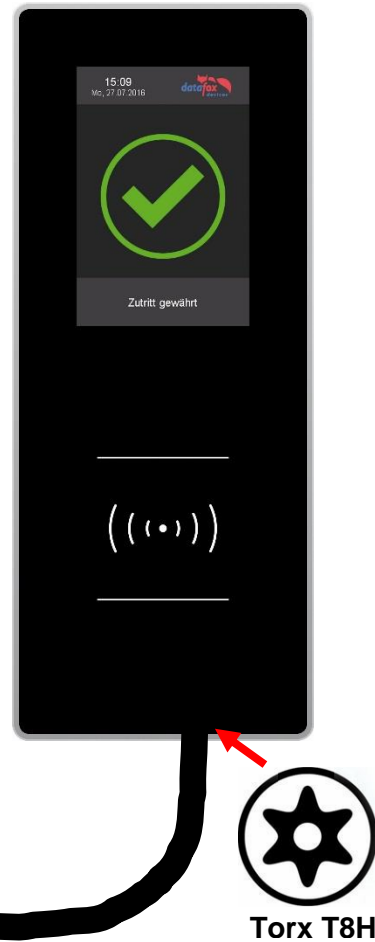 15:09
Mo, 27.07.2016
datafox
Zutritt gewährt
Torx T8H